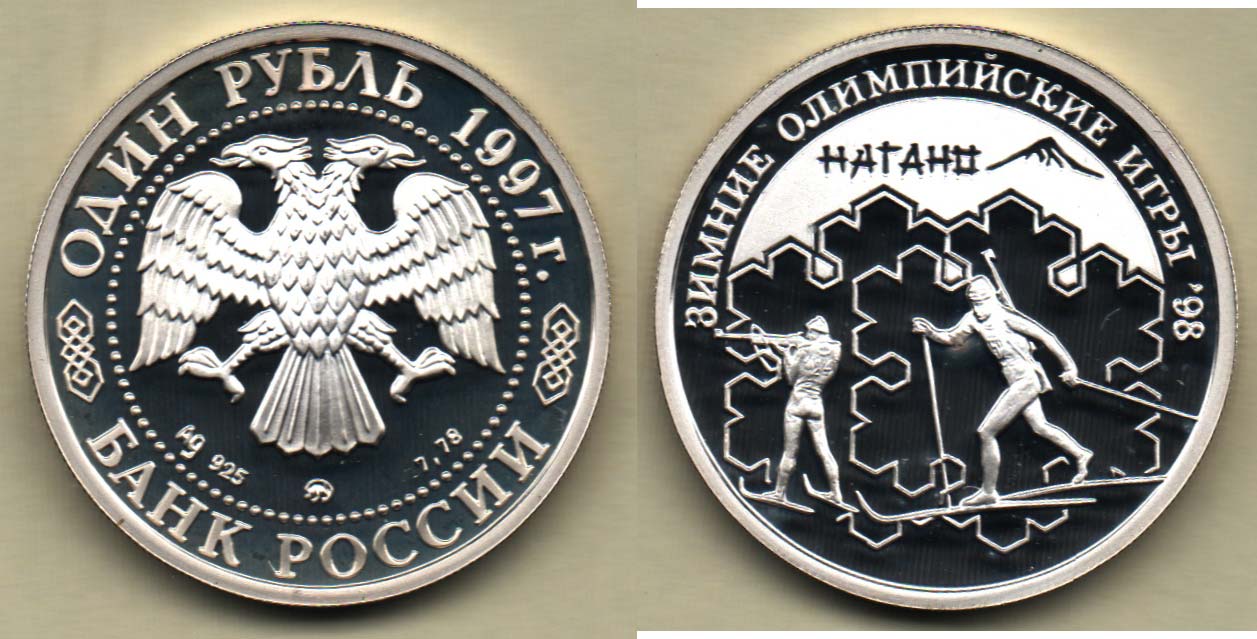 ОДИН РУБЛЬ 1997 г.
Ag 925
7,78
БАНК РОССИИ
ЗИМНИЕ ОЛИМПИЙСКИЕ ИГРЫ '98
НАГАНО